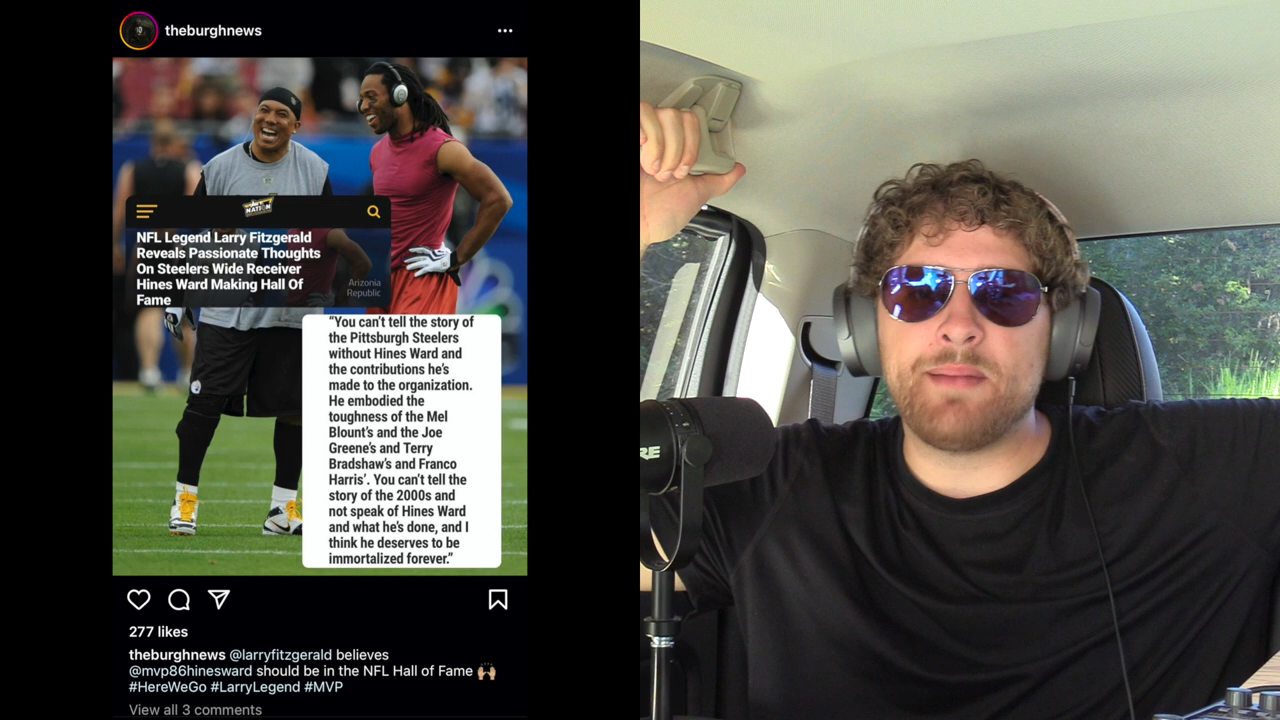 theburghnews
NATION
NFL Legend Larry Fitzgerald
Reveals Passionate Thoughts
On Steelers Wide Receiver
Hines Ward Making Hall Of
Fame
Arizonia
Republic
“You can’t tell the story of
the Pittsburgh Steelers
without Hines Ward and
the contributions he’s
made to the organization.
He embodied the
toughness of the Mel
Blount’s and the Joe
Greene’s and Terry
Bradshaw’s and Franco
Harris’. You can’t tell the
story of the 2000s and
not speak of Hines Ward
and what he’s done, and I
think he deserves to be
immortalized forever.”
277 likes
theburghnews @larryfitzgerald believes
@mvp86hinesward should be in the NFL Hall of Fame 🙌🏼
#HereWeGo #LarryLegend #MVP
View all 3 comments
RE